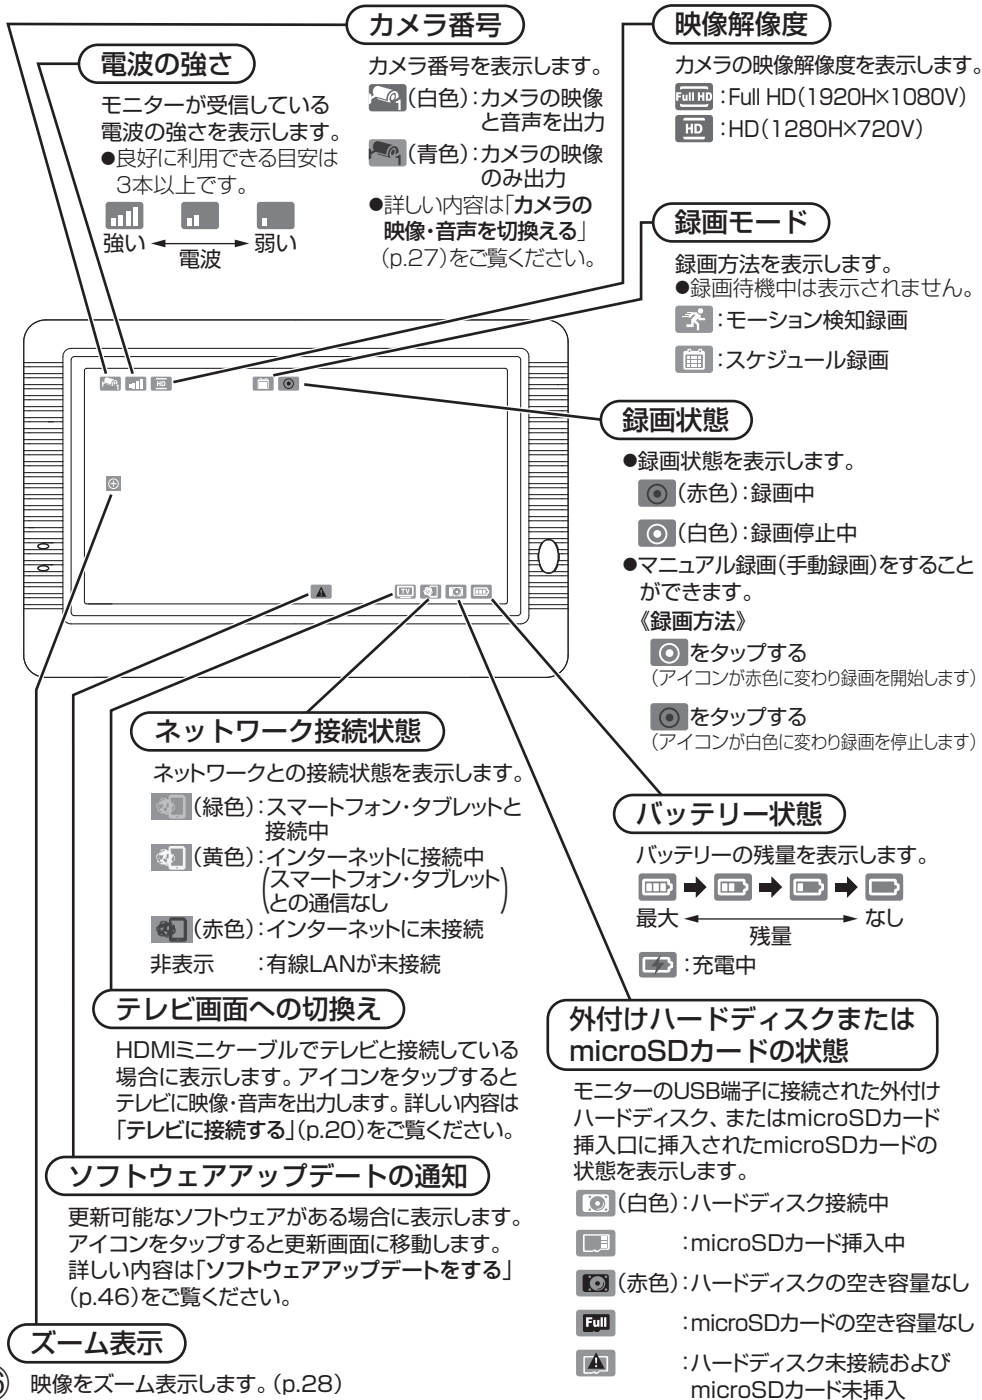 カメラ番号
カメラ番号を表示します。
(白色):カメラの映像
と音声を出力
(青色):カメラの映像
のみ出力
●詳しい内容は「カメラの
映像・音声を切換える」
(p.27)をご覧ください。
映像解像度
カメラの映像解像度を表示します。
Full HD :Full HD(1920H×1080V)
HD :HD(1280H×720V)
電波の強さ
モニターが受信している
電波の強さを表示します。
●良好に利用できる目安は
3本以上です。
強い 電波 弱い
録画モード
録画方法を表示します。
●録画待機中は表示されません。
:モーション検知録画
:スケジュール録画
HD
TV
録画状態
●録画状態を表示します。
(赤色):録画中
(白色):録画停止中
●マニュアル録画(手動録画)をすること
ができます。
《録画方法》
をタップする
(アイコンが赤色に変わり録画を開始します)
をタップする
(アイコンが白色に変わり録画を停止します)
ネットワーク接続状態
ネットワークとの接続状態を表示します。
(緑色):スマートフォン・タブレットと
接続中
(黄色):インターネットに接続中
(スマートフォン・タブレット
との通信なし)
(赤色):インターネットに未接続
非表示 :有線LANが未接続
バッテリー状態
バッテリーの残量を表示します。
最大 残量 なし
:充電中
テレビ画面への切換え
HDMIミニケーブルでテレビと接続している
場合に表示します。アイコンをタップすると
テレビに映像・音声を出力します。詳しい内容は
「テレビに接続する」(p.20)をご覧ください。
外付けハードディスクまたは
microSDカードの状態
モニターのUSB端子に接続された外付け
ハードディスク、またはmicroSDカード
挿入口に挿入されたmicroSDカードの
状態を表示します。
(白色):ハードディスク接続中
:microSDカード挿入中
(赤色):ハードディスクの空き容量なし
Full :microSDカードの空き容量なし
:ハードディスク未接続および
microSDカード未挿入
ソフトウェアアップデートの通知
更新可能なソフトウェアがある場合に表示します。
アイコンをタップすると更新画面に移動します。
詳しい内容は「ソフトウェアアップデートをする」
(p.46)をご覧ください。
ズーム表示
映像をズーム表示します。(p.28)